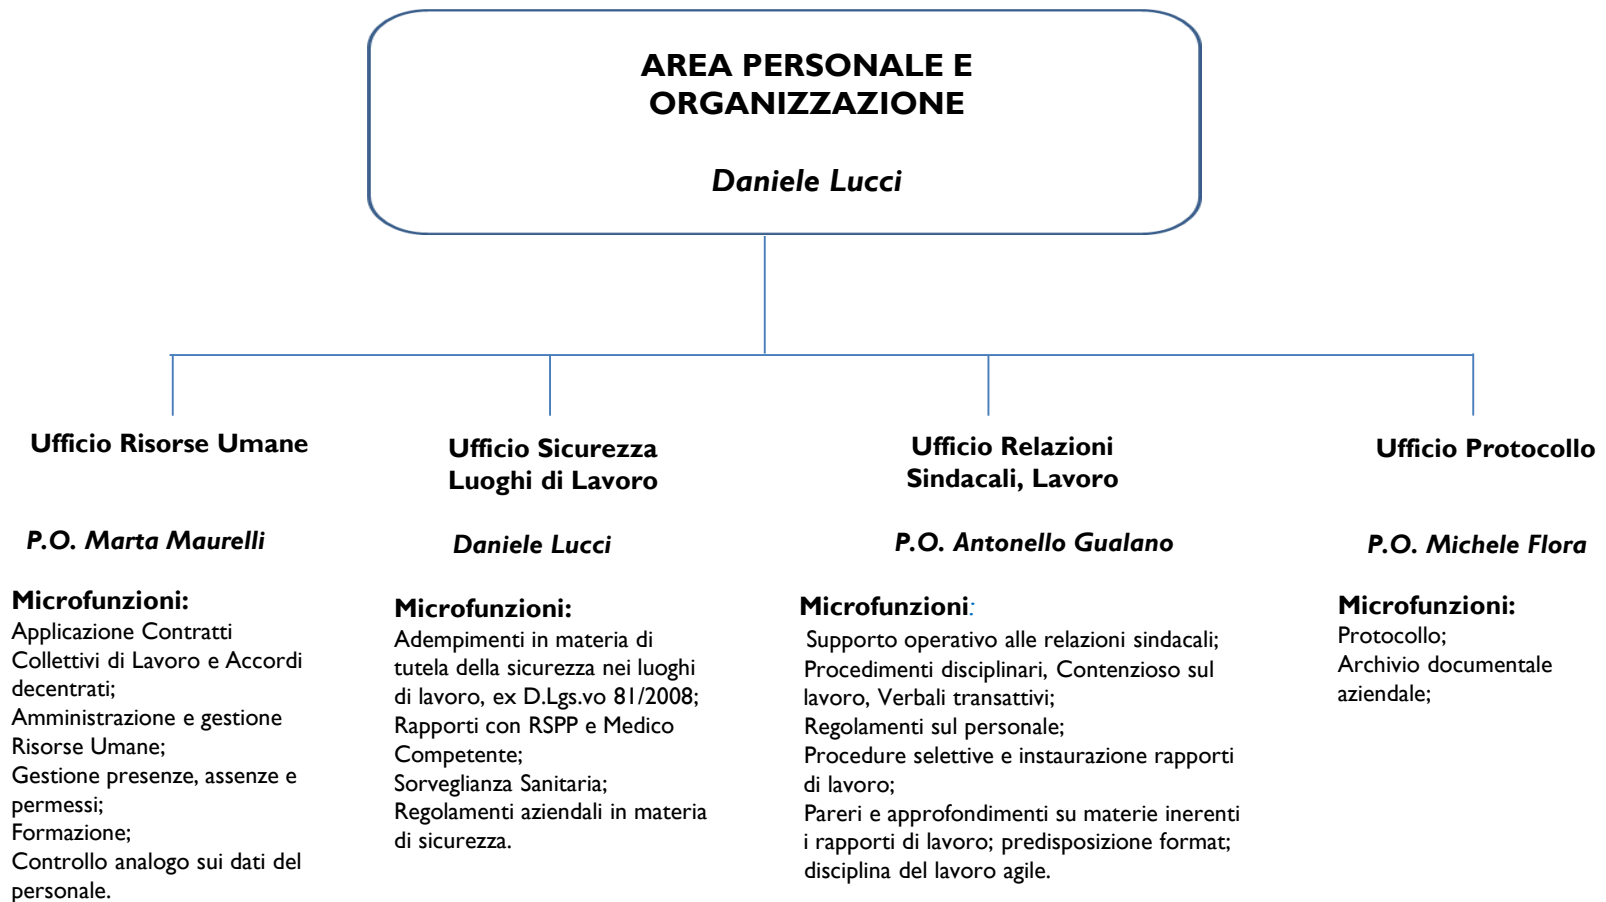 AREA PERSONALE E
ORGANIZZAZIONE
Daniele Lucci
Ufficio Risorse Umane
P.O. Marta Maurelli
Microfunzioni:
Applicazione Contratti
Collettivi di Lavoro e Accordi
decentrati;
Amministrazione e gestione
Risorse Umane;
Gestione presenze, assenze e
permessi;
Formazione;
Controllo analogo sui dati del
personale.
Ufficio Sicurezza
Luoghi di Lavoro
Daniele Lucci
Microfunzioni:
Adempimenti in materia di
tutela della sicurezza nei luoghi
di lavoro, ex D.Lgs.vo 81/2008;
Rapporti con RSPP e Medico
Competente;
Sorveglianza Sanitaria;
Regolamenti aziendali in materia
di sicurezza.
Ufficio Relazioni
Sindacali, Lavoro
P.O. Antonello Gualano
Microfunzioni:
Supporto operativo alle relazioni sindacali;
Procedimenti disciplinari, Contenzioso sul
lavoro, Verbali transattivi;
Regolamenti sul personale;
Procedure selettive e instaurazione rapporti
di lavoro;
Pareri e approfondimenti su materie inerenti
i rapporti di lavoro; predisposizione format;
disciplina del lavoro agile.
Ufficio Protocollo
P.O. Michele Flora
Microfunzioni:
Protocollo;
Archivio documentale
aziendale;